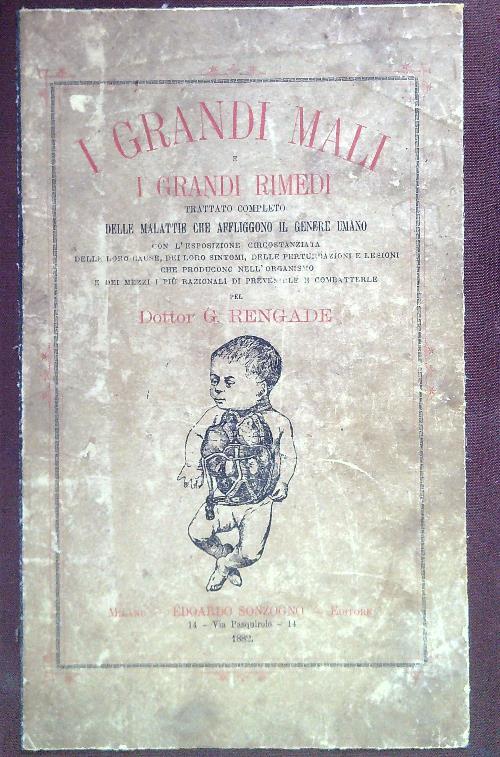 I GRANDI MALI
E
I GRANDI RIMEDI
TRATTATO COMPLETO
DELLE MALATTIE CHE AFFLIGGONO IL GENERE UMANO
CON L'ESPOSIZIONE CIRCOSTANZIATA
DELLE LORO CAUSE, DEI LORO SINTOMI, DELLE PERTURBAZIONI E LESIONI
CHE PRODUCONO NELL'ORGANISMO
E DEI MEZZI I PIÙ RAZIONALI DI PREVENIRLE E COMBATTERLE
PEL
Dottor G. RENGADE
MILANO — EDOARDO SONZOGNO — EDITORE
14 – Via Pasquirolo – 14
1882.